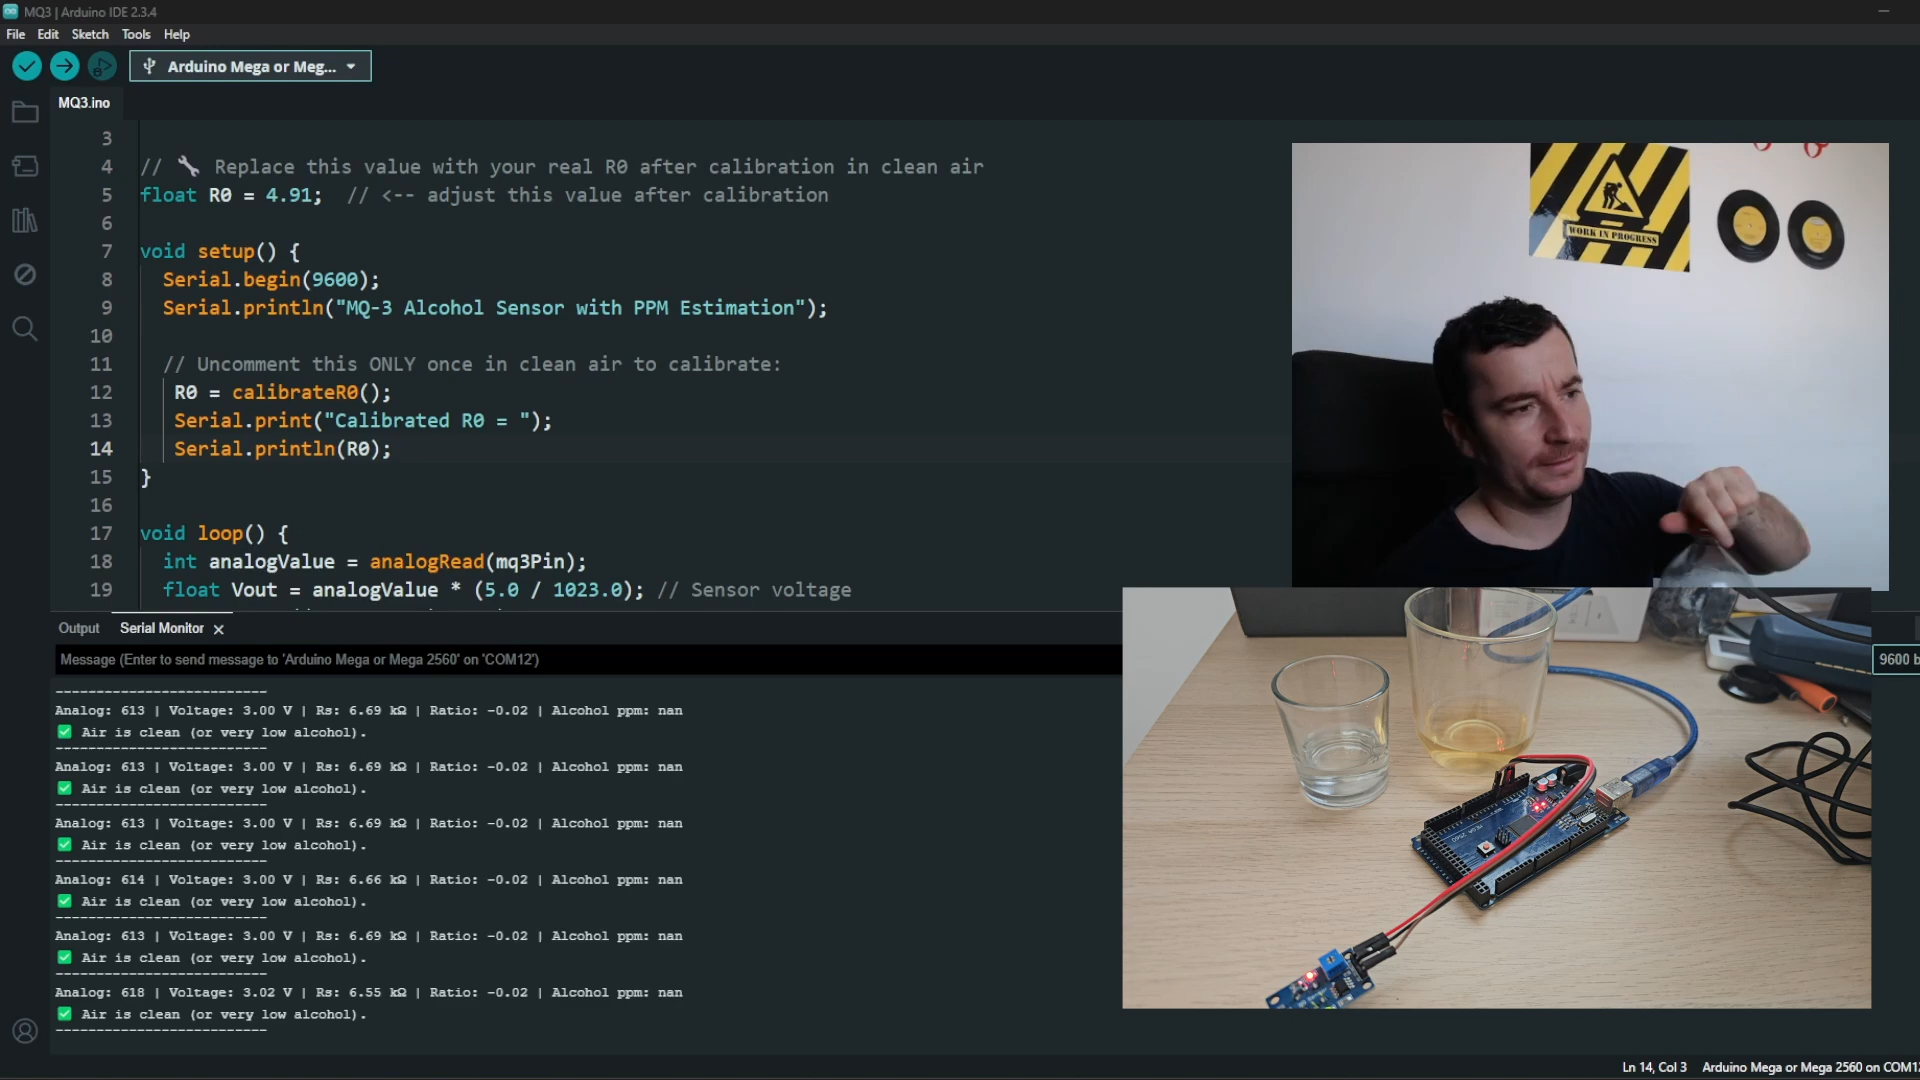 MQ3 | Arduino IDE 2.3.4
File Edit Sketch Tools Help
Arduino Mega or Meg...
MQ3.ino
3
4 // 🔧 Replace this value with your real R0 after calibration in clean air
5 float R0 = 4.91; // <-- adjust this value after calibration
6
7 void setup() {
8 Serial.begin(9600);
9 Serial.println("MQ-3 Alcohol Sensor with PPM Estimation");
10
11 // Uncomment this ONLY once in clean air to calibrate:
12 R0 = calibrateR0();
13 Serial.print("Calibrated R0 = ");
14 Serial.println(R0);
15 }
16
17 void loop() {
18 int analogValue = analogRead(mq3Pin);
19 float Vout = analogValue * (5.0 / 1023.0); // Sensor voltage
WORK IN PROGRESS
Output Serial Monitor
Message (Enter to send message to 'Arduino Mega or Mega 2560' on 'COM12')
9600 b
--------------------------
Analog: 613 | Voltage: 3.00 V | Rs: 6.69 kΩ | Ratio: -0.02 | Alcohol ppm: nan
✅ Air is clean (or very low alcohol).
--------------------------
Analog: 613 | Voltage: 3.00 V | Rs: 6.69 kΩ | Ratio: -0.02 | Alcohol ppm: nan
✅ Air is clean (or very low alcohol).
--------------------------
Analog: 613 | Voltage: 3.00 V | Rs: 6.69 kΩ | Ratio: -0.02 | Alcohol ppm: nan
✅ Air is clean (or very low alcohol).
--------------------------
Analog: 614 | Voltage: 3.00 V | Rs: 6.66 kΩ | Ratio: -0.02 | Alcohol ppm: nan
✅ Air is clean (or very low alcohol).
--------------------------
Analog: 613 | Voltage: 3.00 V | Rs: 6.69 kΩ | Ratio: -0.02 | Alcohol ppm: nan
✅ Air is clean (or very low alcohol).
--------------------------
Analog: 618 | Voltage: 3.02 V | Rs: 6.55 kΩ | Ratio: -0.02 | Alcohol ppm: nan
✅ Air is clean (or very low alcohol).
--------------------------
Ln 14, Col 3 Arduino Mega or Mega 2560 on COM12